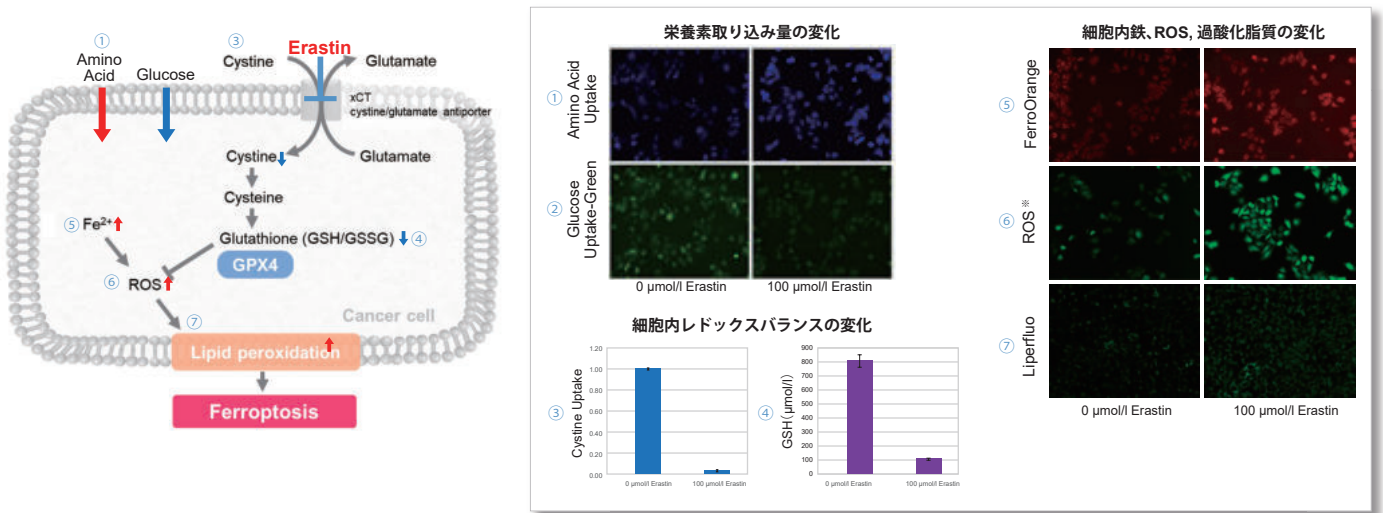 ①
Amino
Acid
Glucose
③
Cystine
Erastin
Glutamate
xCT
cystine/glutamate antiporter
Cystine
Glutamate
Cysteine
⑤ Fe²⁺
Glutathione (GSH/GSSG) ④
GPX4
⑥ ROS
Cancer cell
⑦
Lipid peroxidation
Ferroptosis
栄養素取り込み量の変化
① Amino Acid
Uptake
② Glucose
Uptake-Green
0 μmol/l Erastin 100 μmol/l Erastin
細胞内レドックスバランスの変化
③ Cystine Uptake
1.20
1.00
0.80
0.60
0.40
0.20
0.00
0 μmol/l Erastin 100 μmol/l Erastin
④ GSH(μmol/l)
900
800
700
600
500
400
300
200
100
0
0 μmol/l Erastin 100 μmol/l Erastin
細胞内鉄、ROS, 過酸化脂質の変化
⑤ FerroOrange
⑥ ROS※
⑦ Liperfluo
0 μmol/l Erastin 100 μmol/l Erastin